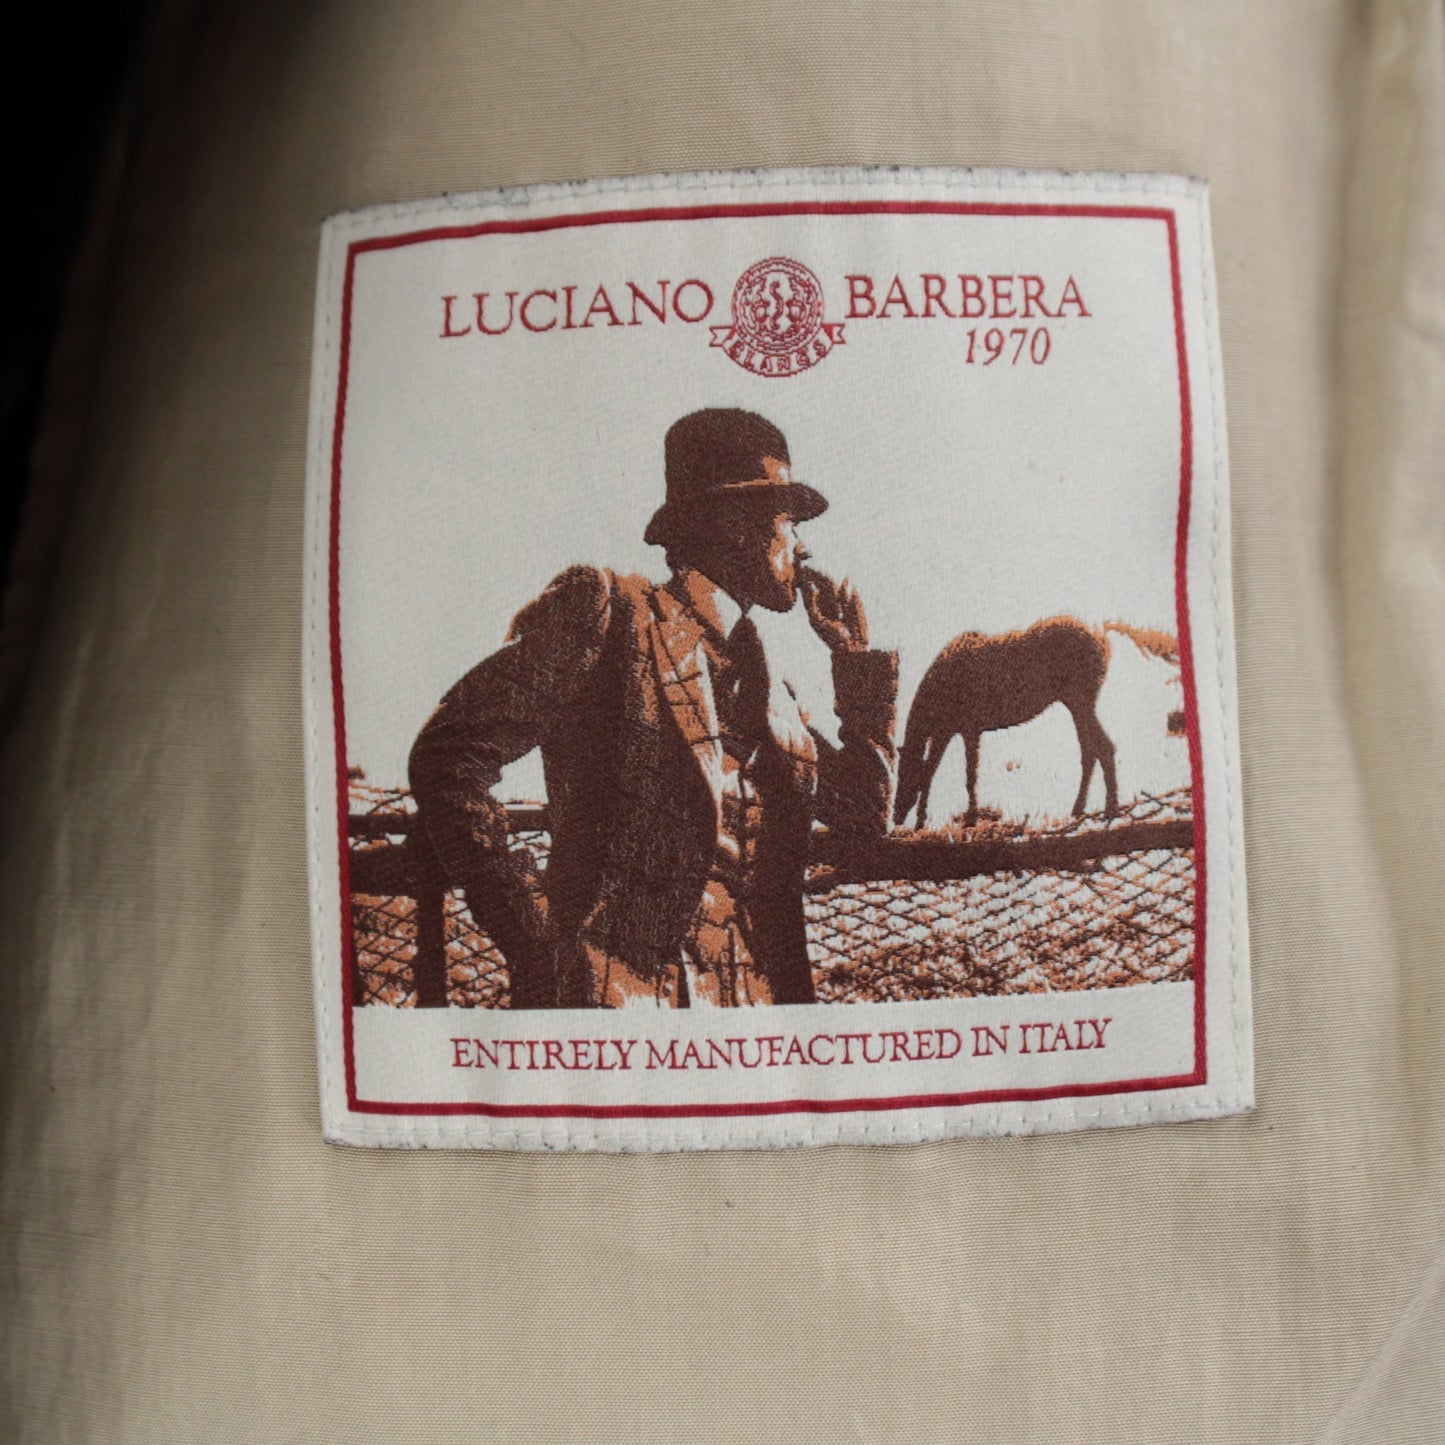 LUCIANO BARBERA
1970
ENTIRELY MANUFACTURED IN ITALY